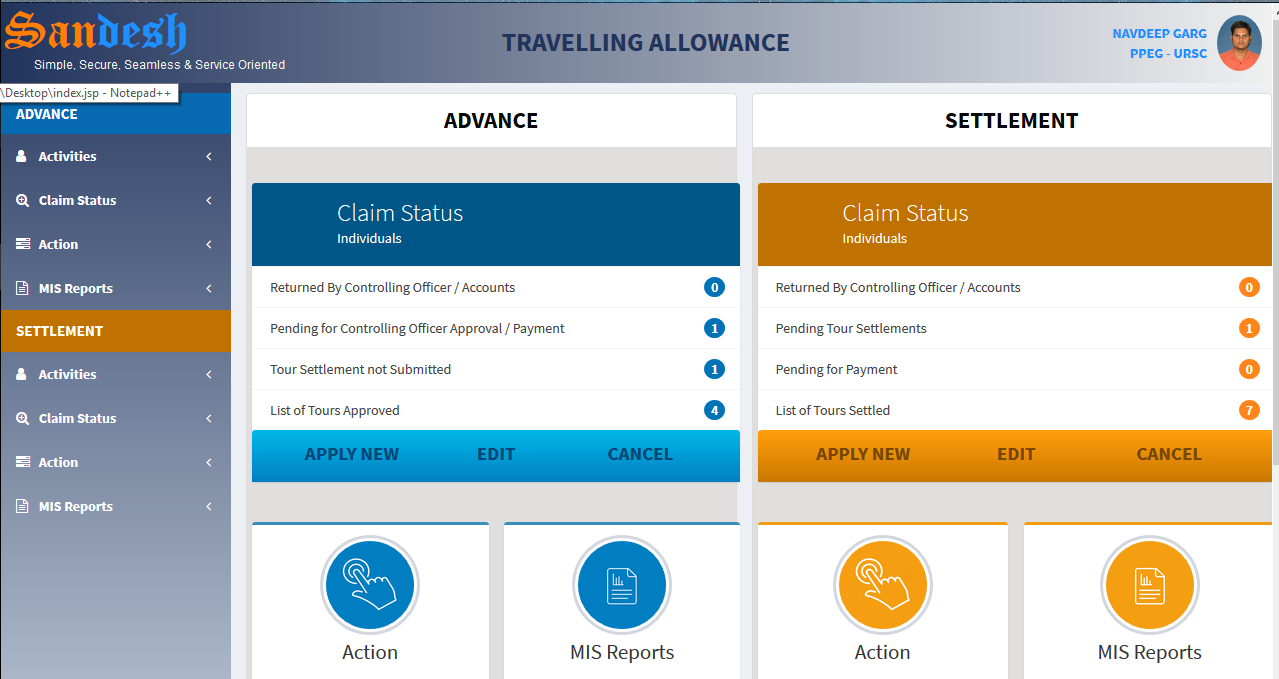 Sandesh
Simple, Secure, Seamless & Service Oriented
TRAVELLING ALLOWANCE
NAVDEEP GARG
PPEG - URSC
\Desktop\index.jsp - Notepad++
ADVANCE
Activities
Claim Status
Action
MIS Reports
SETTLEMENT
Activities
Claim Status
Action
MIS Reports
ADVANCE
Claim Status
Individuals
Returned By Controlling Officer / Accounts 0
Pending for Controlling Officer Approval / Payment 1
Tour Settlement not Submitted 1
List of Tours Approved 4
APPLY NEW EDIT CANCEL
Action
MIS Reports
SETTLEMENT
Claim Status
Individuals
Returned By Controlling Officer / Accounts 0
Pending Tour Settlements 1
Pending for Payment 0
List of Tours Settled 7
APPLY NEW EDIT CANCEL
Action
MIS Reports